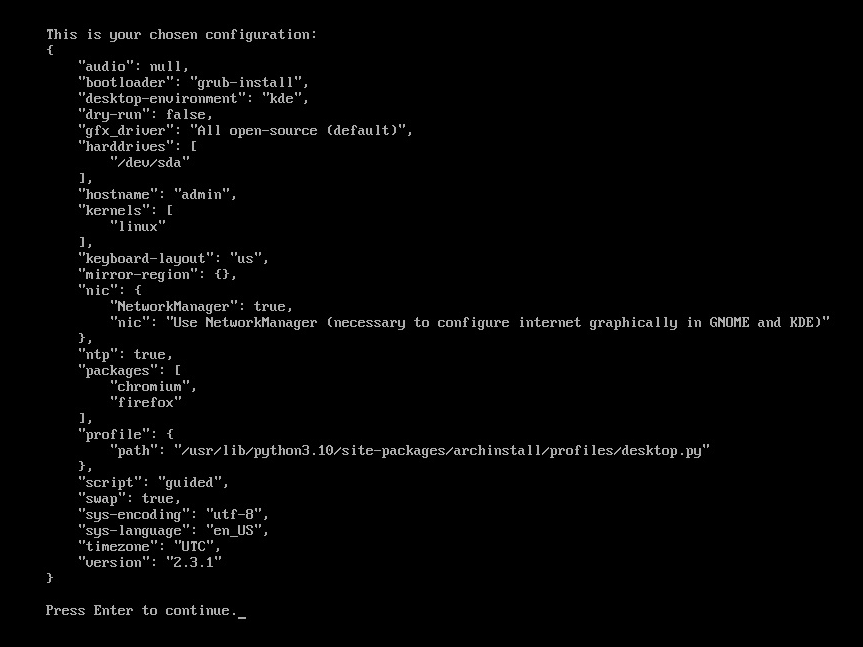 This is your chosen configuration:
{
    "audio": null,
    "bootloader": "grub-install",
    "desktop-environment": "kde",
    "dry-run": false,
    "gfx_driver": "All open-source (default)",
    "harddrives": [
        "/dev/sda"
    ],
    "hostname": "admin",
    "kernels": [
        "linux"
    ],
    "keyboard-layout": "us",
    "mirror-region": {},
    "nic": {
        "NetworkManager": true,
        "nic": "Use NetworkManager (necessary to configure internet graphically in GNOME and KDE)"
    },
    "ntp": true,
    "packages": [
        "chromium",
        "firefox"
    ],
    "profile": {
        "path": "/usr/lib/python3.10/site-packages/archinstall/profiles/desktop.py"
    },
    "script": "guided",
    "swap": true,
    "sys-encoding": "utf-8",
    "sys-language": "en_US",
    "timezone": "UTC",
    "version": "2.3.1"
}
Press Enter to continue._